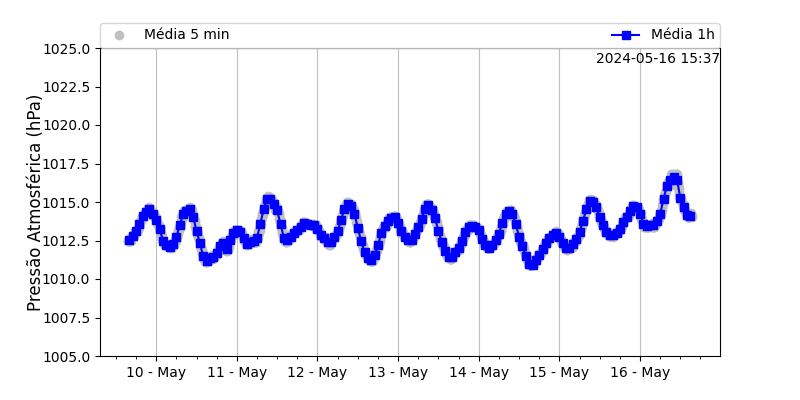 Média 5 min
Média 1h
2024-05-16 15:37
Pressão Atmosférica (hPa)
1025.0
1022.5
1020.0
1017.5
1015.0
1012.5
1010.0
1007.5
1005.0
10 - May
11 - May
12 - May
13 - May
14 - May
15 - May
16 - May